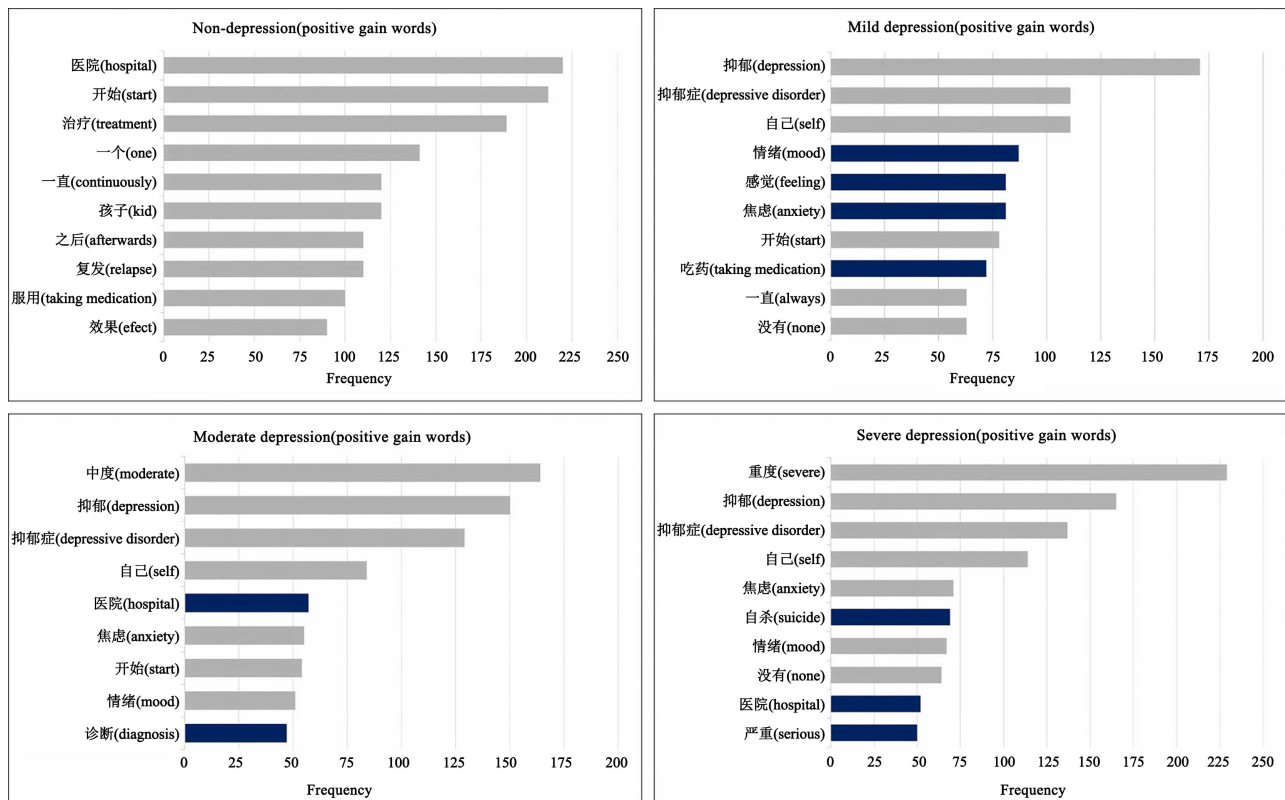 Non-depression(positive gain words)
医院(hospital)
开始(start)
治疗(treatment)
一个(one)
一直(continuously)
孩子(kid)
之后(afterwards)
复发(relapse)
服用(taking medication)
效果(efect)
0 25 50 75 100 125 150 175 200 225 250
Frequency
Mild depression(positive gain words)
抑郁(depression)
抑郁症(depressive disorder)
自己(self)
情绪(mood)
感觉(feeling)
焦虑(anxiety)
开始(start)
吃药(taking medication)
一直(always)
没有(none)
0 25 50 75 100 125 150 175 200
Frequency
Moderate depression(positive gain words)
中度(moderate)
抑郁(depression)
抑郁症(depressive disorder)
自己(self)
医院(hospital)
焦虑(anxiety)
开始(start)
情绪(mood)
诊断(diagnosis)
0 25 50 75 100 125 150 175 200
Frequency
Severe depression(positive gain words)
重度(severe)
抑郁(depression)
抑郁症(depressive disorder)
自己(self)
焦虑(anxiety)
自杀(suicide)
情绪(mood)
没有(none)
医院(hospital)
严重(serious)
0 25 50 75 100 125 150 175 200 225 250
Frequency